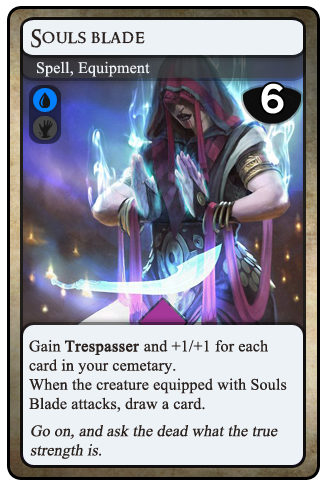 Souls blade
Spell, Equipment
6
Gain Trespasser and +1/+1 for each
card in your cemetary.
When the creature equipped with Souls
Blade attacks, draw a card.
Go on, and ask the dead what the true
strength is.